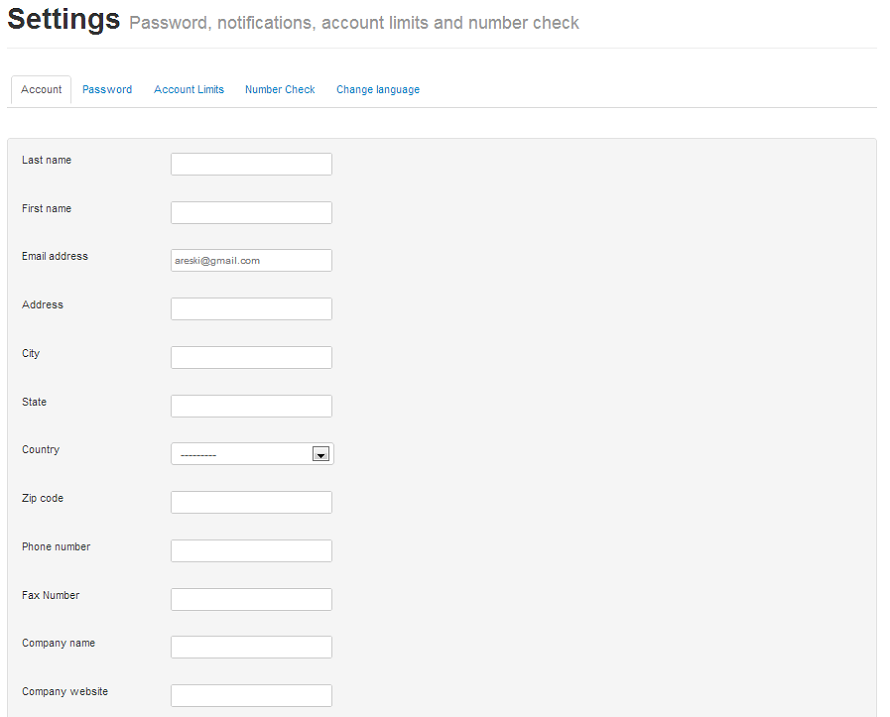 Settings Password, notifications, account limits and number check
Account Password Account Limits Number Check Change language
Last name
First name
Email address areski@gmail.com
Address
City
State
Country ---------
Zip code
Phone number
Fax Number
Company name
Company website